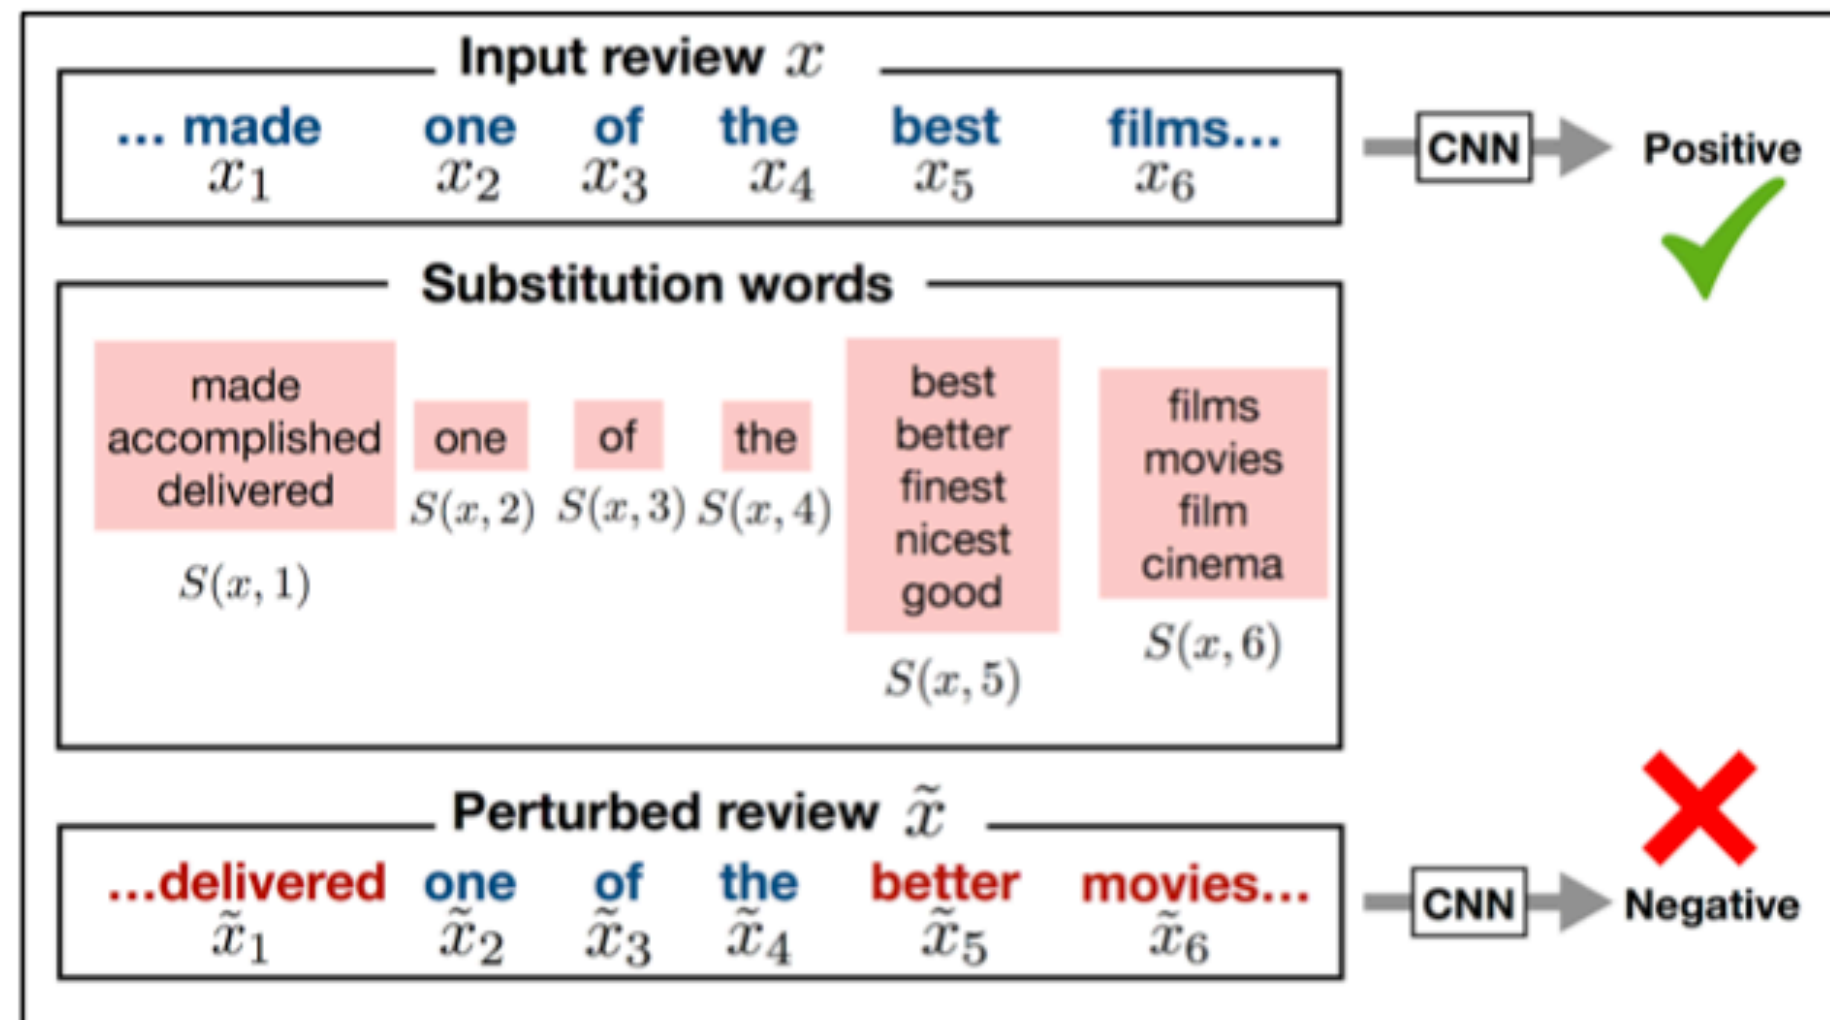 Input review x
... made one of the best films...
x₁ x₂ x₃ x₄ x₅ x₆
CNN
Positive
Substitution words
made
accomplished
delivered
S(x, 1)
one
S(x, 2)
of
S(x, 3)
the
S(x, 4)
best
better
finest
nicest
good
S(x, 5)
films
movies
film
cinema
S(x, 6)
Perturbed review x̃
...delivered one of the better movies...
x̃₁ x̃₂ x̃₃ x̃₄ x̃₅ x̃₆
CNN
Negative